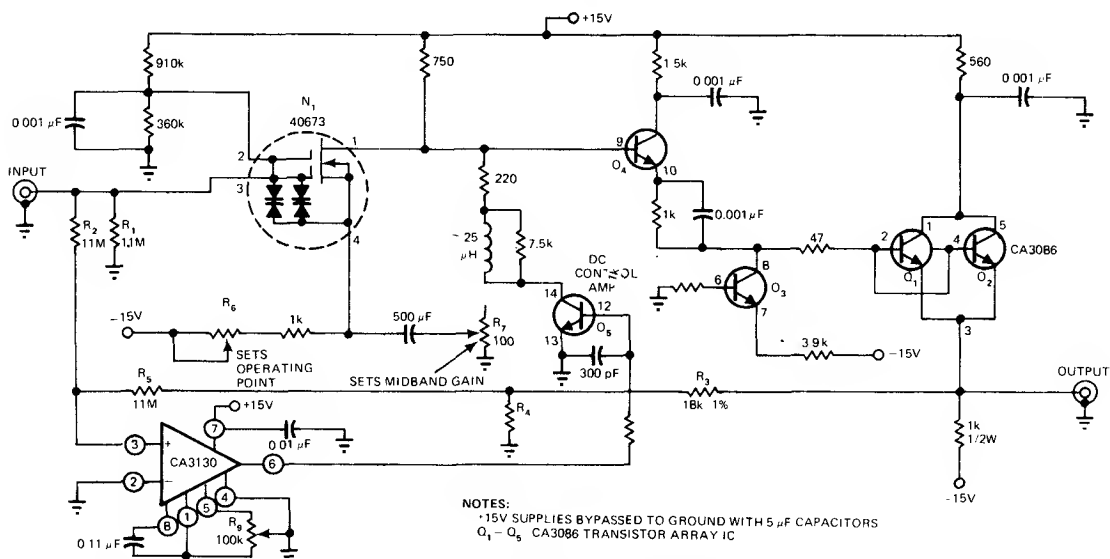 +15V
910k
750
1 5k
560
0 001 µF
0 001 µF
0 001 µF
N1
40673
360k
1
2
3
4
9
10
Q4
INPUT
R2
11M
R1
1.1M
220
1k
0.001 µF
~25
µH
7.5k
DC
CONTROL
AMP
47
1
2
4
5
CA3086
Q1
Q2
3
8
6
Q3
7
14
12
Q5
13
-15V
R6
1k
500 µF
R7
100
300 pF
3.9k
-15V
SETS
OPERATING
POINT
SETS MIDBAND GAIN
R5
11M
R4
R3
18k 1%
OUTPUT
+15V
7
0 01 µF
3
+
CA3130
6
2
-
4
5
1
8
1k
1/2W
-15V
R9
100k
0 11 µF
NOTES:
+15V SUPPLIES BYPASSED TO GROUND WITH 5 µF CAPACITORS
Q1 – Q5 CA3086 TRANSISTOR ARRAY IC